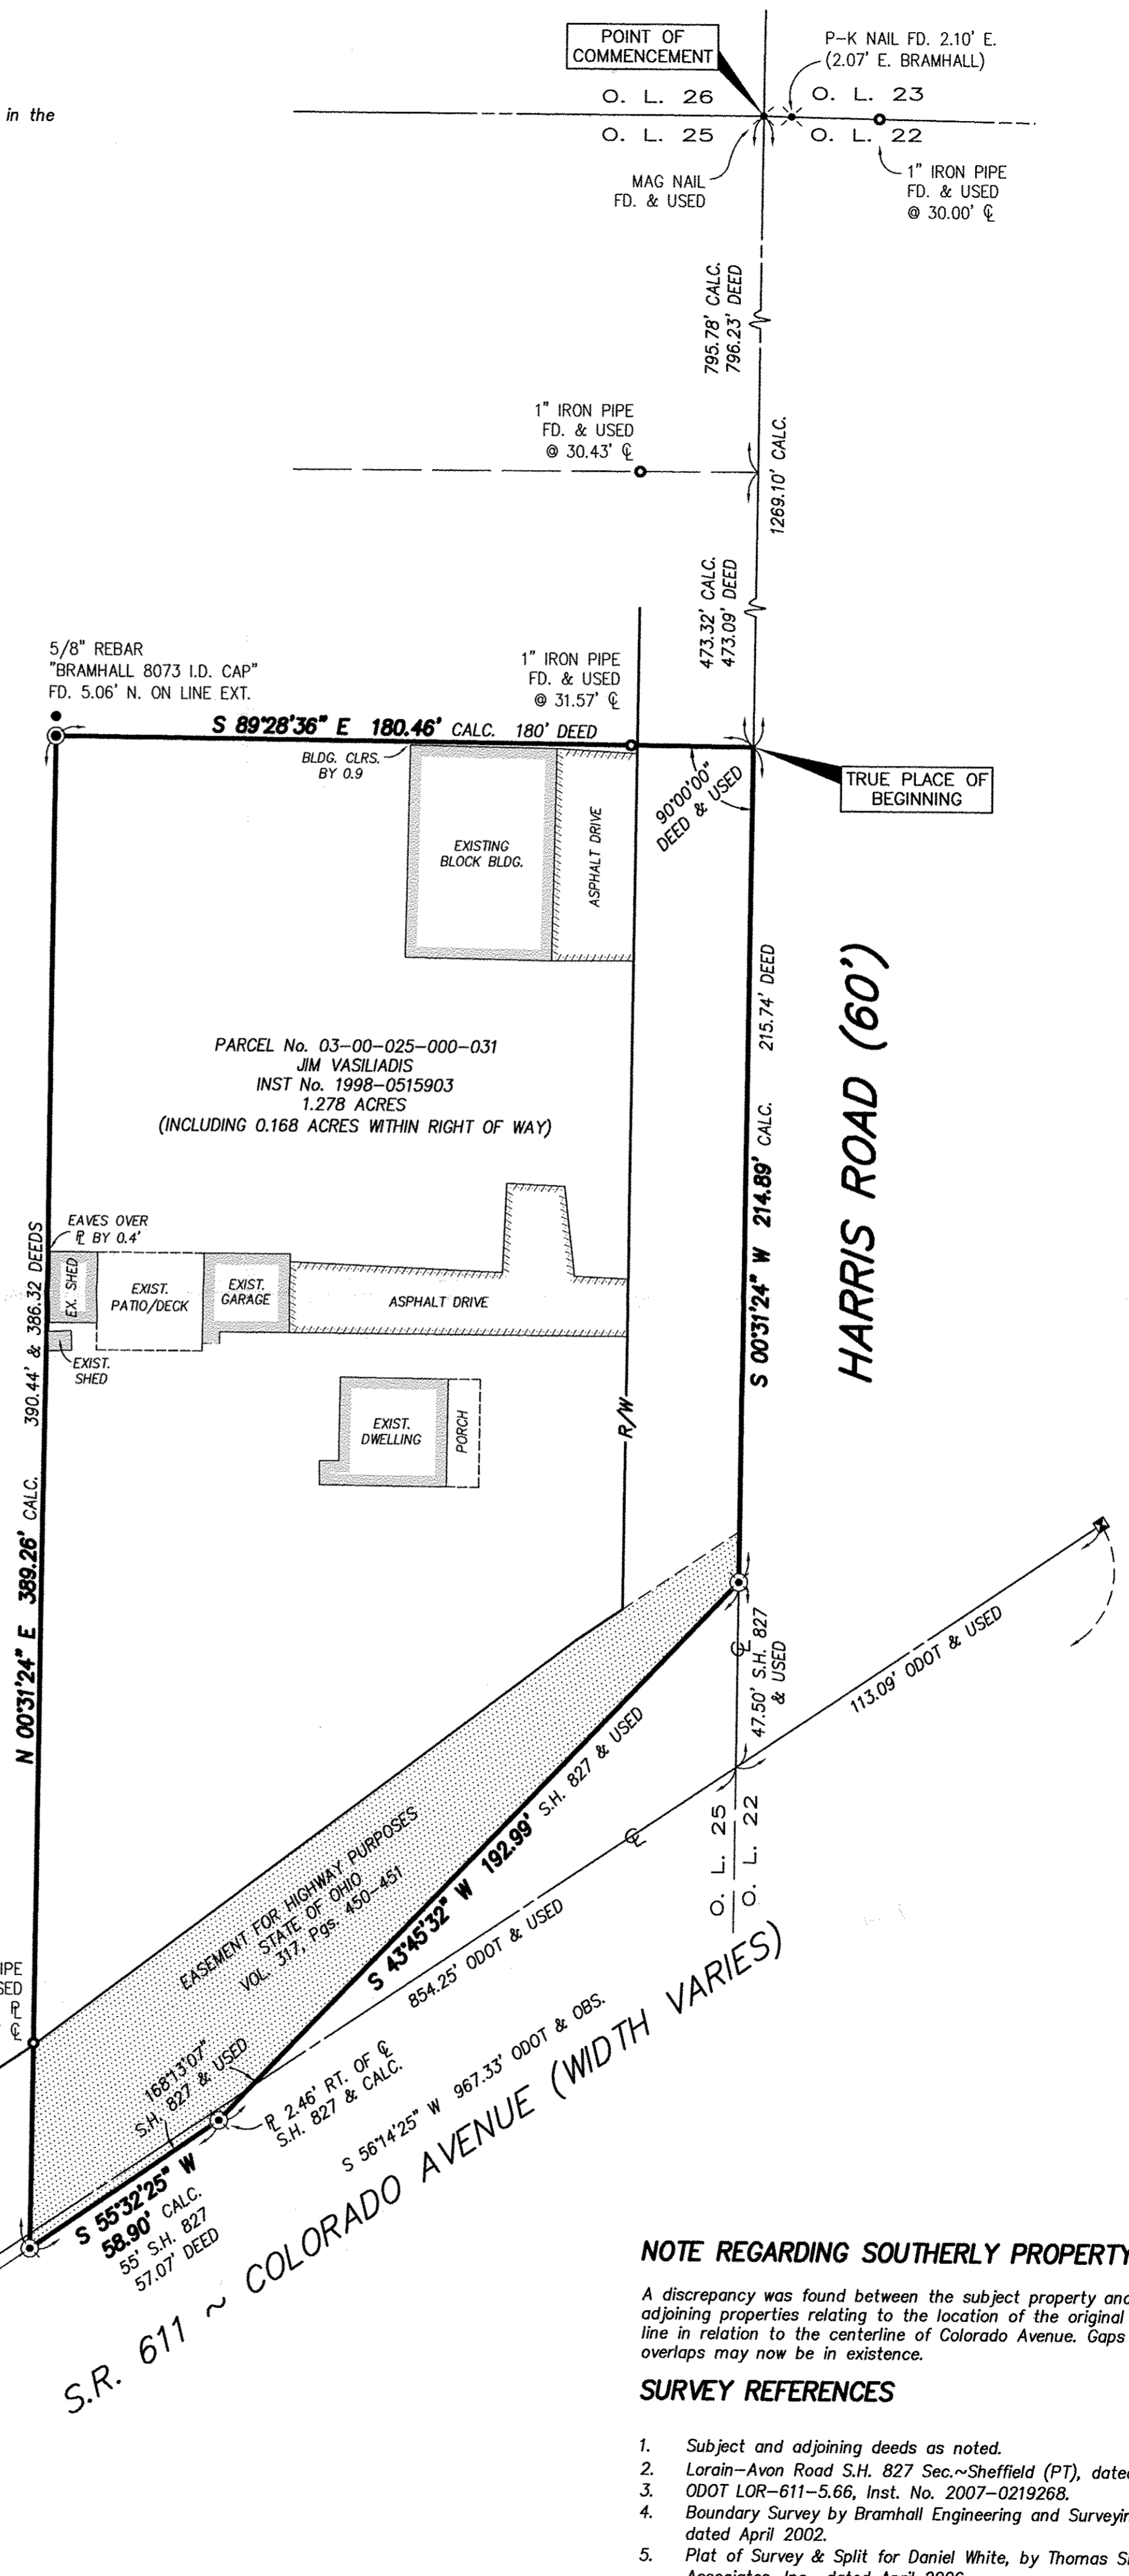 in the
POINT OF
COMMENCEMENT
P-K NAIL FD. 2.10' E.
(2.07' E. BRAMHALL)
O. L. 26
O. L. 23
O. L. 25
O. L. 22
MAG NAIL
FD. & USED
1" IRON PIPE
FD. & USED
@ 30.00' ℄
795.78' CALC.
796.23' DEED
1" IRON PIPE
FD. & USED
@ 30.43' ℄
1269.10' CALC.
473.32' CALC.
473.09' DEED
5/8" REBAR
"BRAMHALL 8073 I.D. CAP"
FD. 5.06' N. ON LINE EXT.
1" IRON PIPE
FD. & USED
@ 31.57' ℄
S 89°28'36" E 180.46' CALC. 180' DEED
BLDG. CLRS.
BY 0.9
90°00'00"
DEED & USED
TRUE PLACE OF
BEGINNING
EXISTING
BLOCK BLDG.
ASPHALT DRIVE
215.74' DEED
S 00°31'24" W 214.89' CALC.
HARRIS ROAD (60')
PARCEL No. 03-00-025-000-031
JIM VASILIADIS
INST No. 1998-0515903
1.278 ACRES
(INCLUDING 0.168 ACRES WITHIN RIGHT OF WAY)
EAVES OVER
⅊ BY 0.4'
EX. SHED
EXIST.
PATIO/DECK
EXIST.
GARAGE
ASPHALT DRIVE
EXIST.
SHED
EXIST.
DWELLING
PORCH
R/W
N 00°31'24" E 389.26' CALC. 390.44' & 386.32 DEEDS
℄
47.50' S.H. 827
& USED
113.09' ODOT & USED
EASEMENT FOR HIGHWAY PURPOSES
STATE OF OHIO
VOL. 317, Pgs. 450-451
S 43°45'32" W 192.99' S.H. 827 & USED
℄
O. L. 25
O. L. 22
854.25' ODOT & USED
IPE
SED
⅊
' ℄
168°13'07"
S.H. 827 & USED
⅊ 2.46' RT. OF ℄
S.H. 827 & CALC.
S 56°14'25" W 967.33' ODOT & OBS.
S 55°32'25" W
58.90' CALC.
55' S.H. 827
57.07' DEED
S.R. 611 ~ COLORADO AVENUE (WIDTH VARIES)
NOTE REGARDING SOUTHERLY PROPERTY
A discrepancy was found between the subject property and
adjoining properties relating to the location of the original
line in relation to the centerline of Colorado Avenue. Gaps
overlaps may now be in existence.
SURVEY REFERENCES
1. Subject and adjoining deeds as noted.
2. Lorain-Avon Road S.H. 827 Sec.~Sheffield (PT), dated
3. ODOT LOR-611-5.66, Inst. No. 2007-0219268.
4. Boundary Survey by Bramhall Engineering and Surveyin
dated April 2002.
5. Plat of Survey & Split for Daniel White, by Thomas S
Associates, Inc., dated April 2006